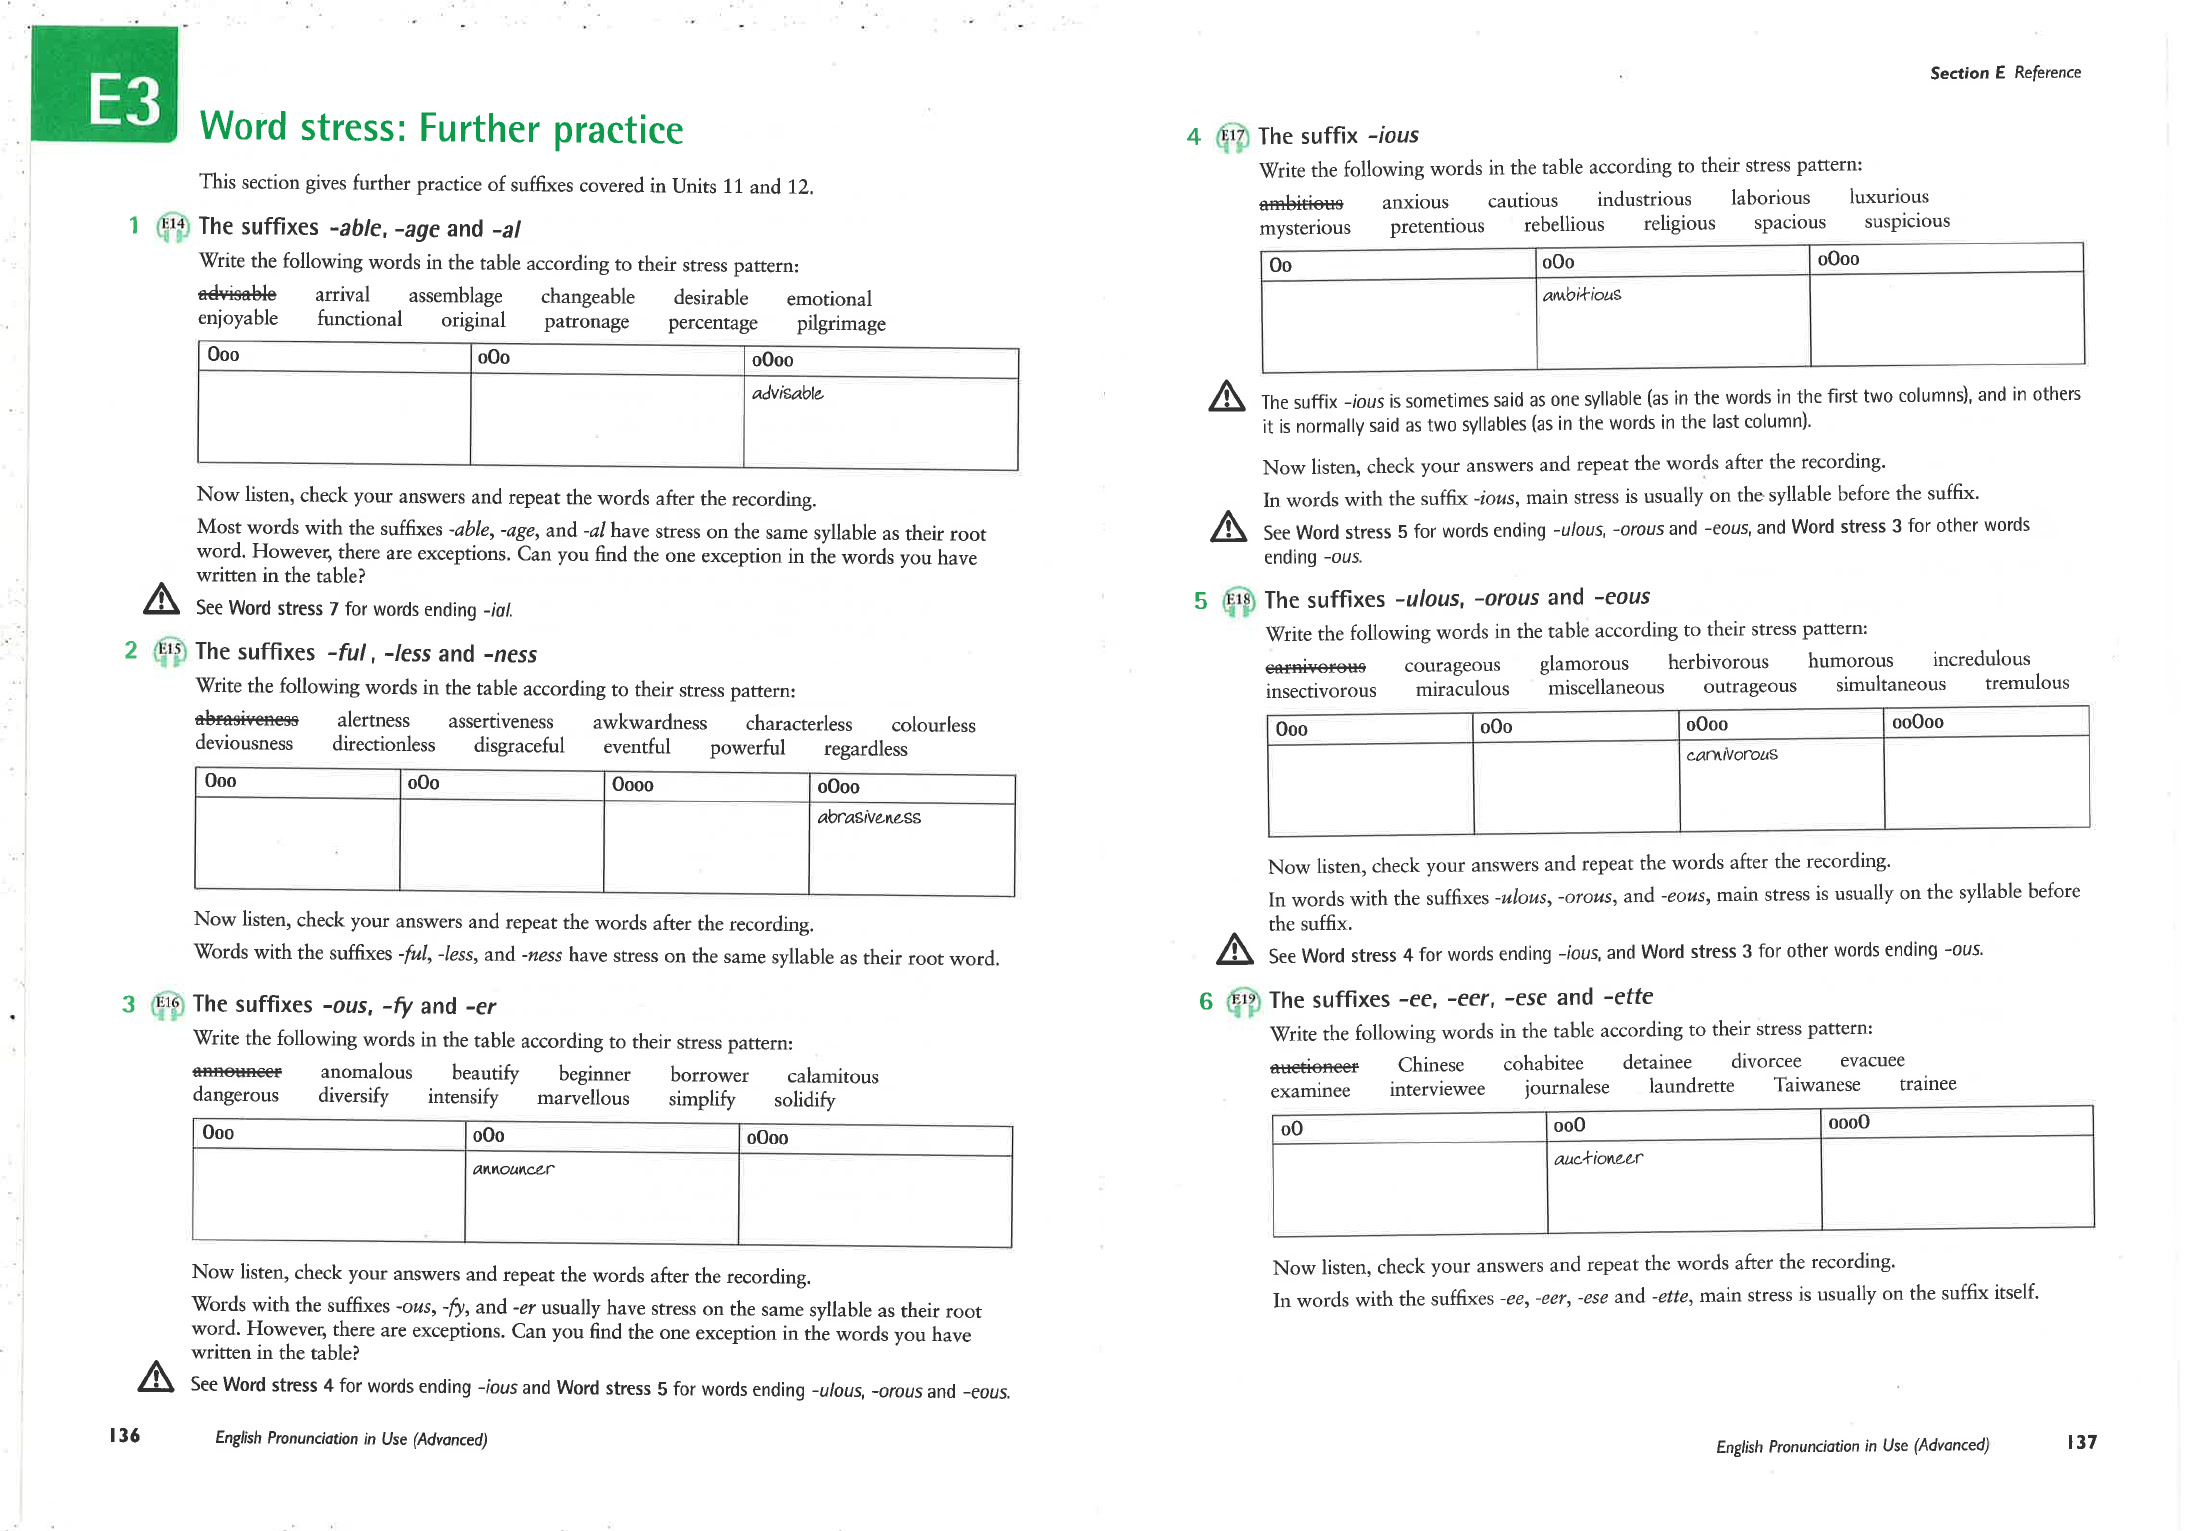 E3
Word stress: Further practice
This section gives further practice of suffixes covered in Units 11 and 12.
1 E14 The suffixes -able, -age and -al
Write the following words in the table according to their stress pattern:
advisable arrival assemblage changeable desirable emotional
enjoyable functional original patronage percentage pilgrimage
Ooo oOo oOoo
advisable
Now listen, check your answers and repeat the words after the recording.
Most words with the suffixes -able, -age, and -al have stress on the same syllable as their root
word. However, there are exceptions. Can you find the one exception in the words you have
written in the table?
See Word stress 7 for words ending -ial.
2 E15 The suffixes -ful, -less and -ness
Write the following words in the table according to their stress pattern:
abrasiveness alertness assertiveness awkwardness characterless colourless
deviousness directionless disgraceful eventful powerful regardless
Ooo oOo Oooo oOoo
abrasiveness
Now listen, check your answers and repeat the words after the recording.
Words with the suffixes -ful, -less, and -ness have stress on the same syllable as their root word.
3 E16 The suffixes -ous, -fy and -er
Write the following words in the table according to their stress pattern:
announcer anomalous beautify beginner borrower calamitous
dangerous diversify intensify marvellous simplify solidify
Ooo oOo oOoo
announcer
Now listen, check your answers and repeat the words after the recording.
Words with the suffixes -ous, -fy, and -er usually have stress on the same syllable as their root
word. However, there are exceptions. Can you find the one exception in the words you have
written in the table?
See Word stress 4 for words ending -ious and Word stress 5 for words ending -ulous, -orous and -eous.
136 English Pronunciation in Use (Advanced)
Section E Reference
4 E17 The suffix -ious
Write the following words in the table according to their stress pattern:
ambitious anxious cautious industrious laborious luxurious
mysterious pretentious rebellious religious spacious suspicious
Oo oOo oOoo
ambitious
The suffix -ious is sometimes said as one syllable (as in the words in the first two columns), and in others
it is normally said as two syllables (as in the words in the last column).
Now listen, check your answers and repeat the words after the recording.
In words with the suffix -ious, main stress is usually on the syllable before the suffix.
See Word stress 5 for words ending -ulous, -orous and -eous, and Word stress 3 for other words
ending -ous.
5 E18 The suffixes -ulous, -orous and -eous
Write the following words in the table according to their stress pattern:
carnivorous courageous glamorous herbivorous humorous incredulous
insectivorous miraculous miscellaneous outrageous simultaneous tremulous
Ooo oOo oOoo ooOoo
carnivorous
Now listen, check your answers and repeat the words after the recording.
In words with the suffixes -ulous, -orous, and -eous, main stress is usually on the syllable before
the suffix.
See Word stress 4 for words ending -ious, and Word stress 3 for other words ending -ous.
6 E19 The suffixes -ee, -eer, -ese and -ette
Write the following words in the table according to their stress pattern:
auctioneer Chinese cohabitee detainee divorcee evacuee
examinee interviewee journalese laundrette Taiwanese trainee
oO ooO oooO
auctioneer
Now listen, check your answers and repeat the words after the recording.
In words with the suffixes -ee, -eer, -ese and -ette, main stress is usually on the suffix itself.
English Pronunciation in Use (Advanced) 137